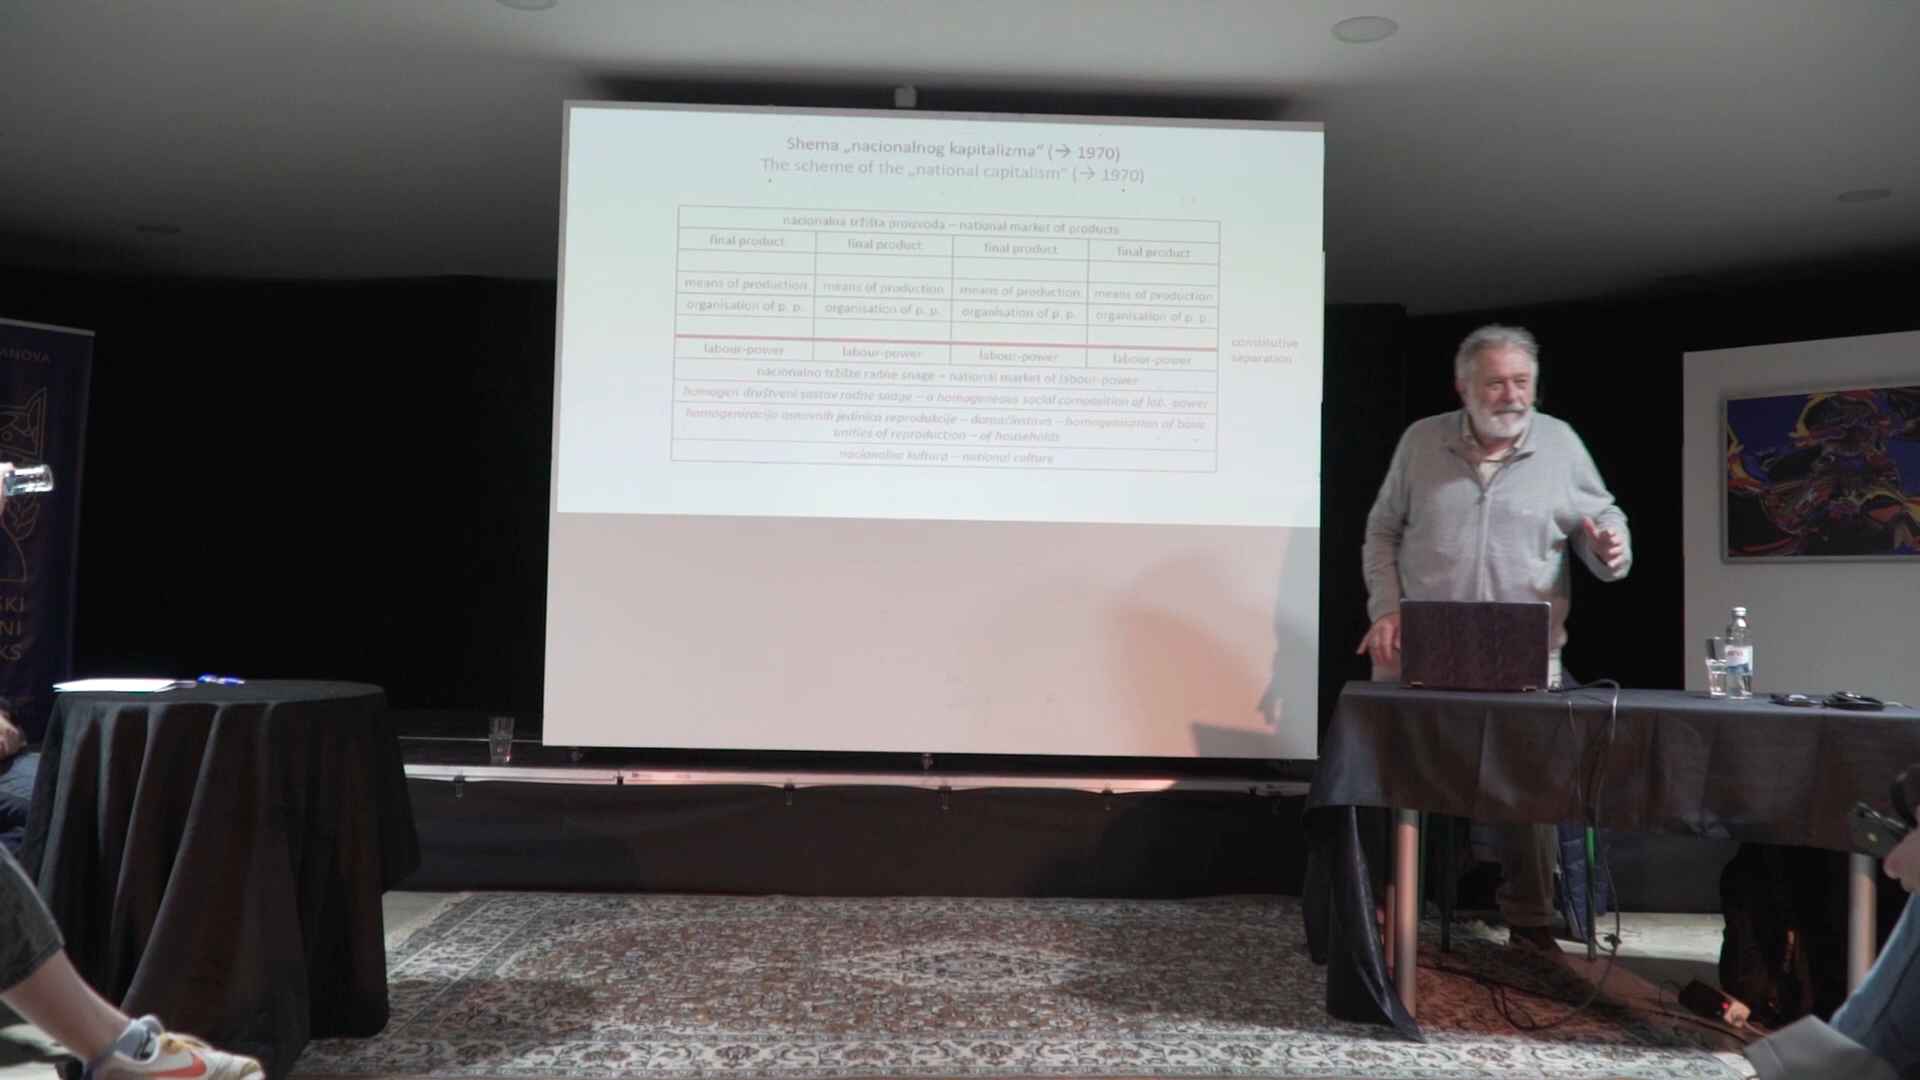 Shema „nacionalnog kapitalizma“ (→ 1970)
The scheme of the „national capitalism“ (→ 1970)
nacionalna tržišta proizvoda – national market of products
final product final product final product final product
means of production means of production means of production means of production
organisation of p. p. organisation of p. p. organisation of p. p. organisation of p. p.
constitutive
separation
labour-power labour-power labour-power labour-power
nacionalno tržište radne snage – national market of labour-power
homogen društveni sastav radne snage – a homogeneous social composition of lab.-power
homogenizacija osnovnih jedinica reprodukcije – domaćinstava – homogenisation of basic
unities of reproduction – of households
nacionalna kultura – national culture
ANOVA
SKI
NI
KS